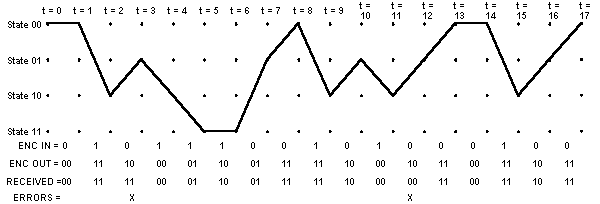 t = 0 t = 1 t = 2 t = 3 t = 4 t = 5 t = 6 t = 7 t = 8 t = 9 t = 10 t = 11 t = 12 t = 13 t = 14 t = 15 t = 16 t = 17
State 00
State 01
State 10
State 11
ENC IN = 0 1 0 1 1 1 0 0 1 0 1 0 0 0 1 0 0
ENC OUT = 00 11 10 00 01 10 01 11 11 10 00 10 11 00 11 10 11
RECEIVED = 00 11 11 00 01 10 01 11 11 10 00 00 11 00 11 10 11
ERRORS = X X